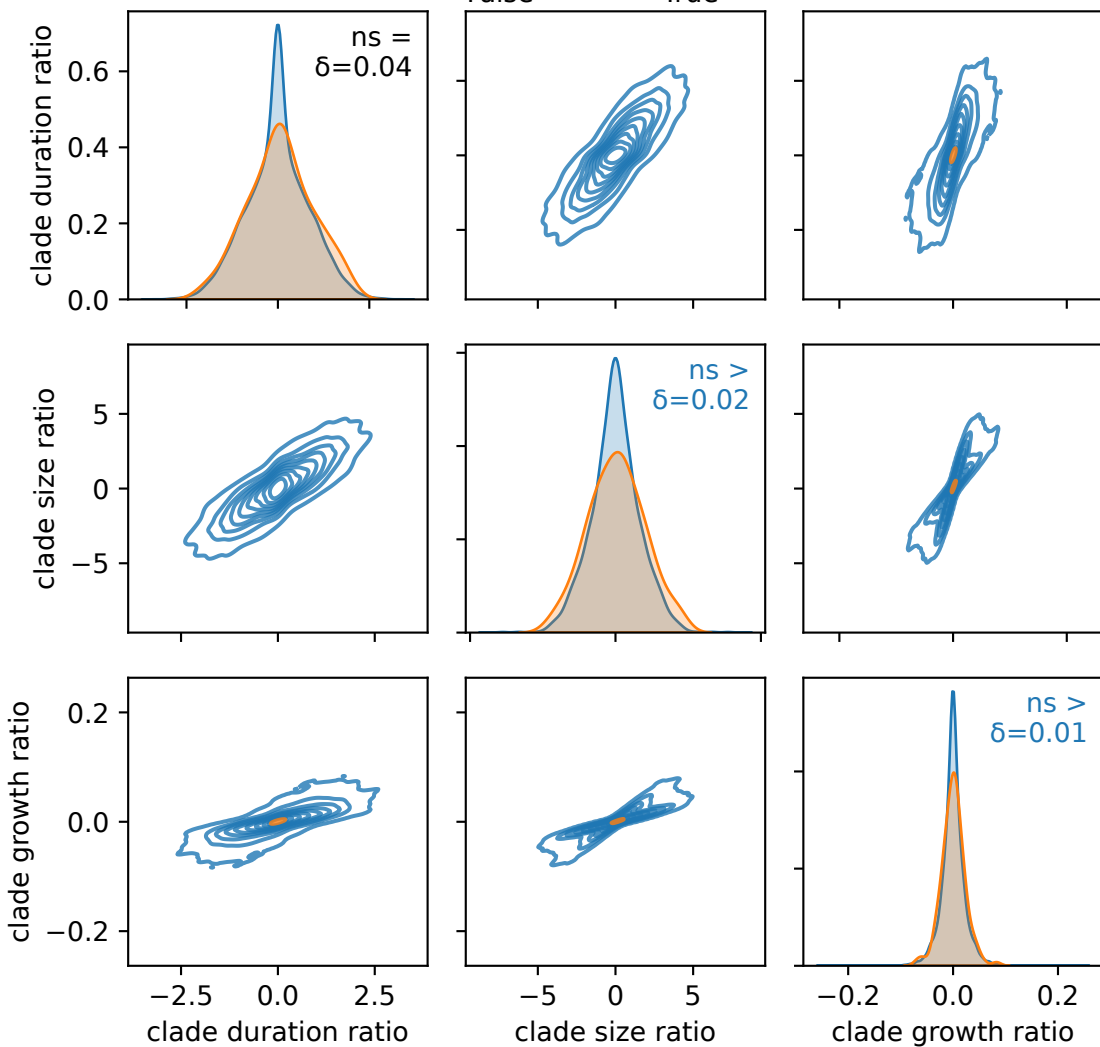 clade duration ratio
0.6
0.4
0.2
0.0
ns =
δ=0.04
clade size ratio
5
0
−5
ns >
δ=0.02
clade growth ratio
0.2
0.0
−0.2
ns >
δ=0.01
−2.5 0.0 2.5
−5 0 5
−0.2 0.0 0.2
clade duration ratio
clade size ratio
clade growth ratio